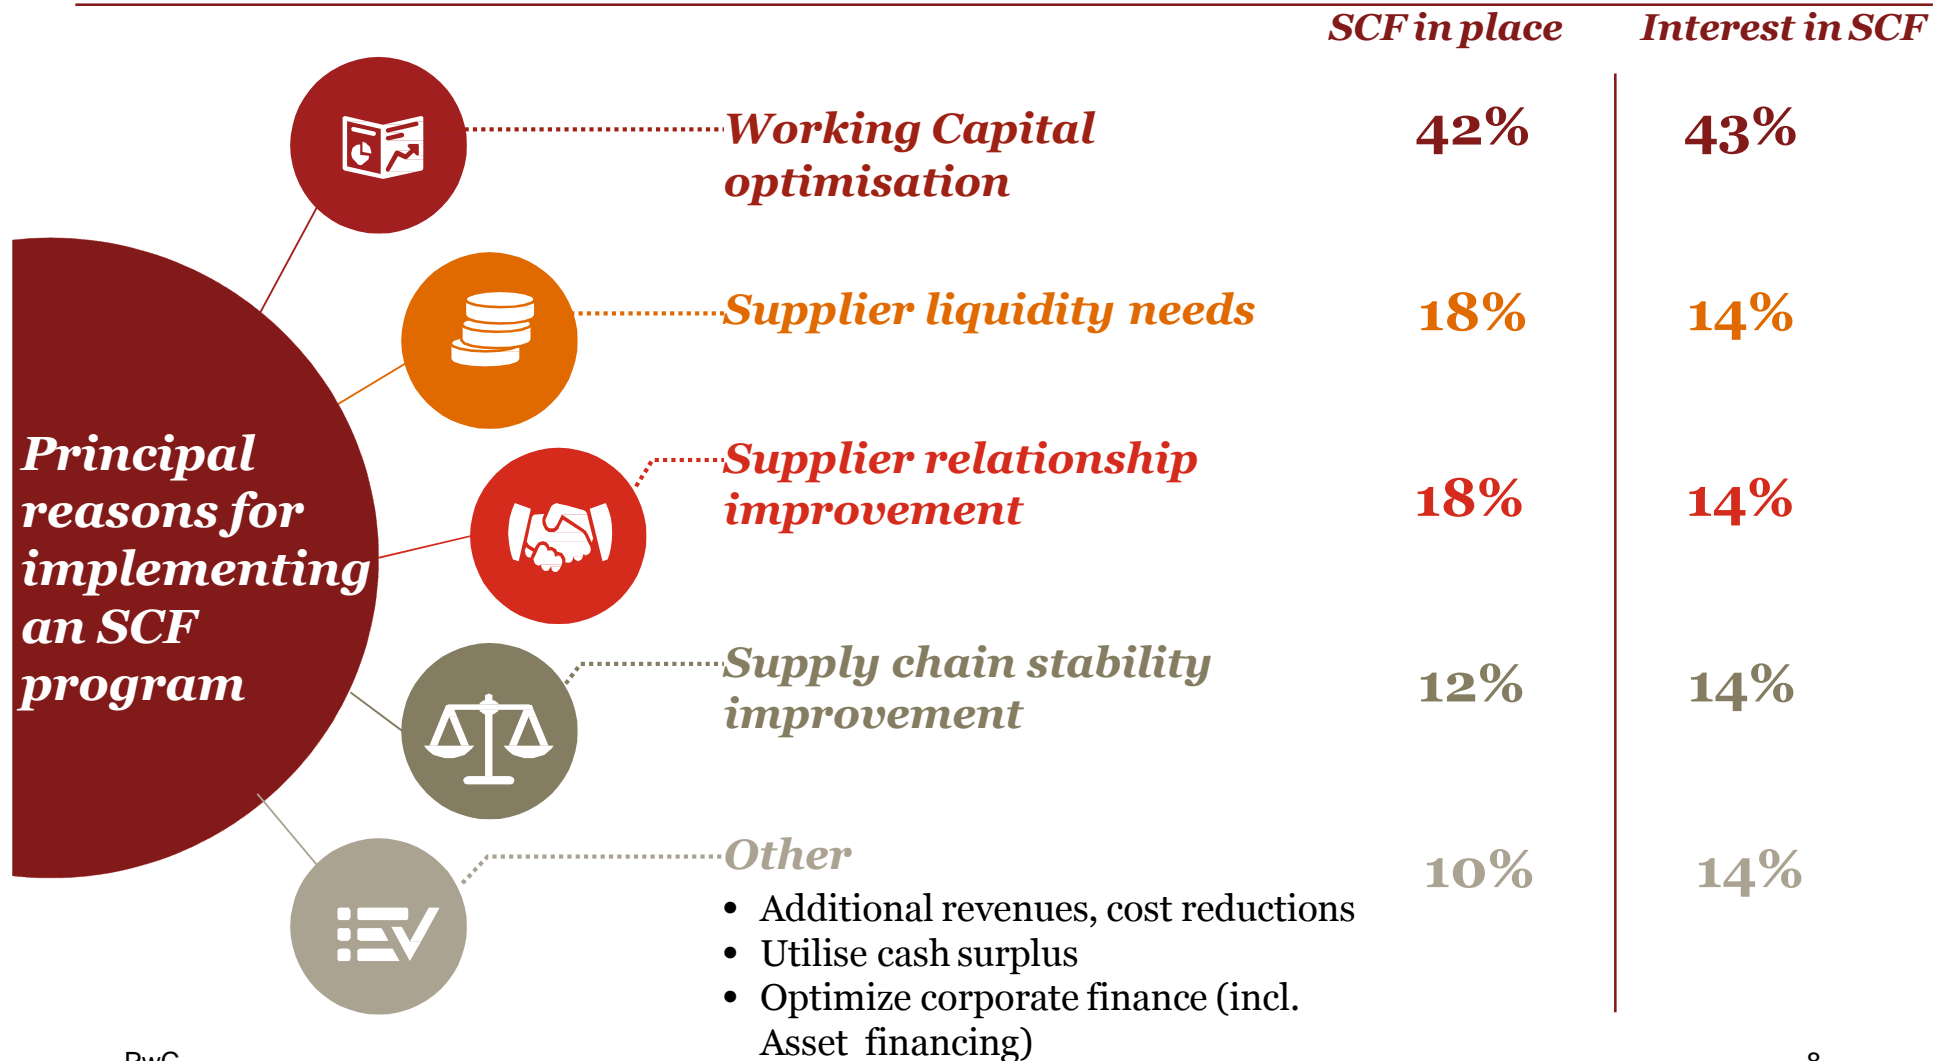 SCF in place Interest in SCF
Working Capital
optimisation
42% 43%
Supplier liquidity needs 18% 14%
Principal
reasons for
implementing
an SCF
program
Supplier relationship
improvement
18% 14%
Supply chain stability
improvement
12% 14%
Other
10% 14%
• Additional revenues, cost reductions
• Utilise cash surplus
• Optimize corporate finance (incl.
Asset financing)
PwC 8